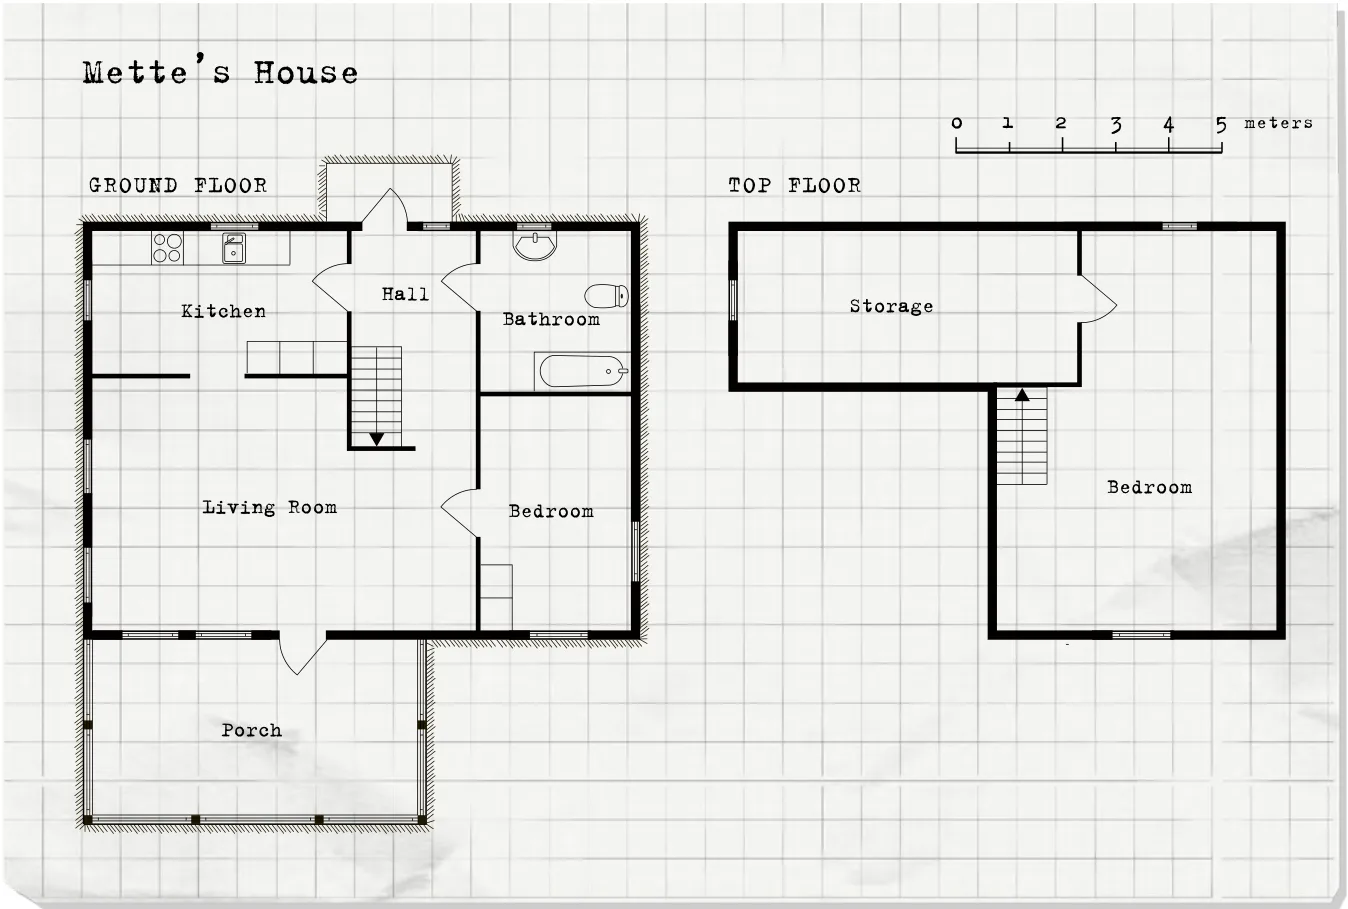 Mette's House
0 1 2 3 4 5 meters
GROUND FLOOR
TOP FLOOR
Kitchen
Hall
Bathroom
Storage
Living Room
Bedroom
Bedroom
Porch